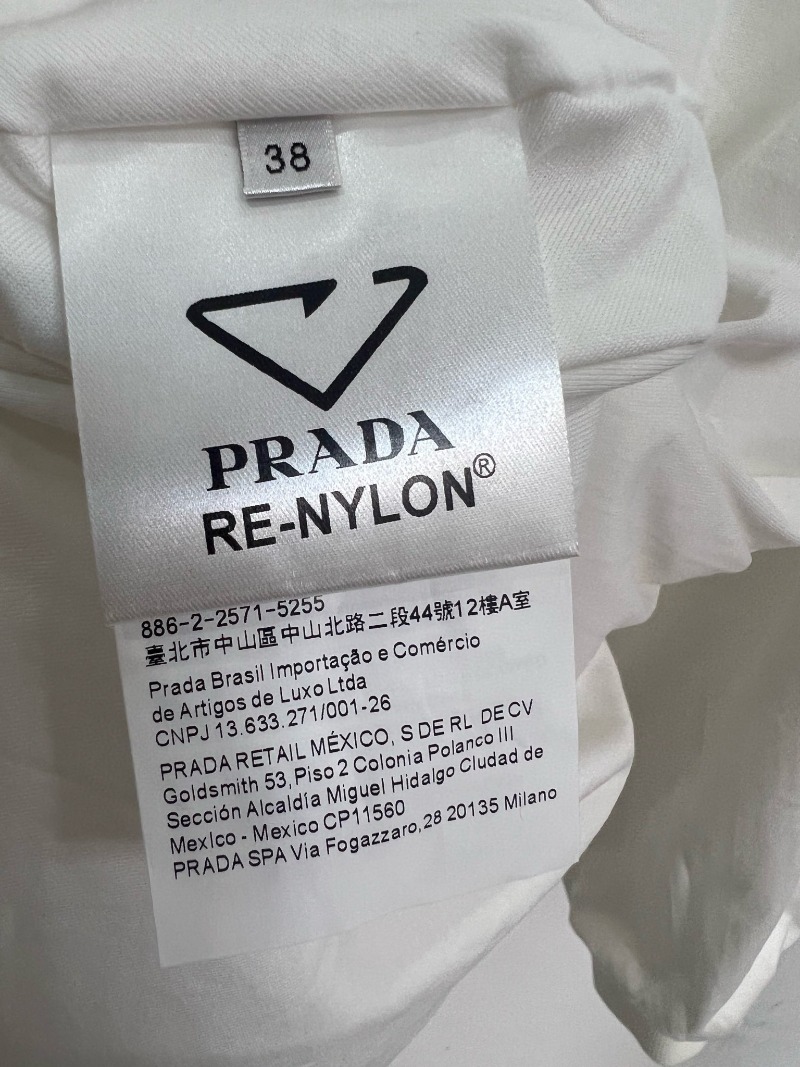 38
PRADA
RE-NYLON®
886-2-2571-5255
臺北市中山區中山北路二段44號12樓A室
Prada Brasil Importação e Comércio
de Artigos de Luxo Ltda
CNPJ 13.633.271/001-26
PRADA RETAIL MÉXICO, S DE RL DE CV
Goldsmith 53,Piso 2 Colonia Polanco III
Sección Alcaldía Miguel Hidalgo Cludad de
MexIco - Mexico CP11560
PRADA SPA Via Fogazzaro,28 20135 Milano